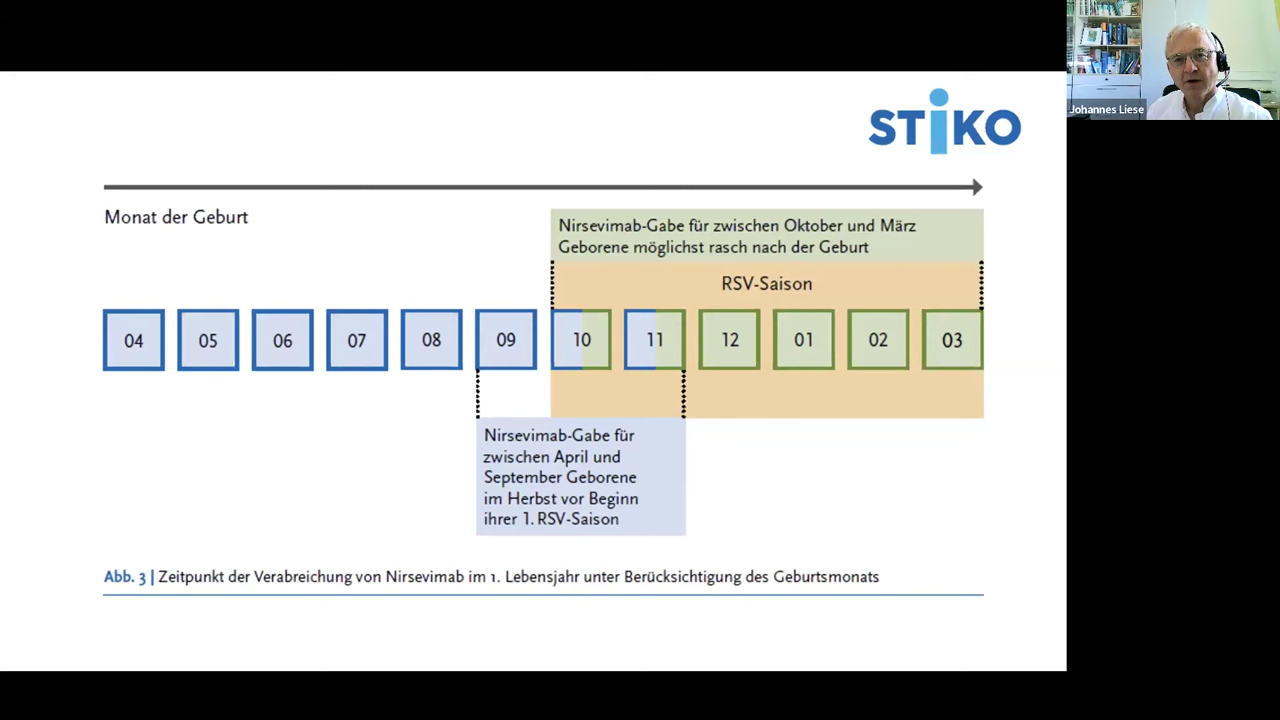 STiKO
Johannes Liese
Monat der Geburt
Nirsevimab-Gabe für zwischen Oktober und März
Geborene möglichst rasch nach der Geburt
RSV-Saison
04 05 06 07 08 09 10 11 12 01 02 03
Nirsevimab-Gabe für
zwischen April und
September Geborene
im Herbst vor Beginn
ihrer 1. RSV-Saison
Abb. 3 | Zeitpunkt der Verabreichung von Nirsevimab im 1. Lebensjahr unter Berücksichtigung des Geburtsmonats